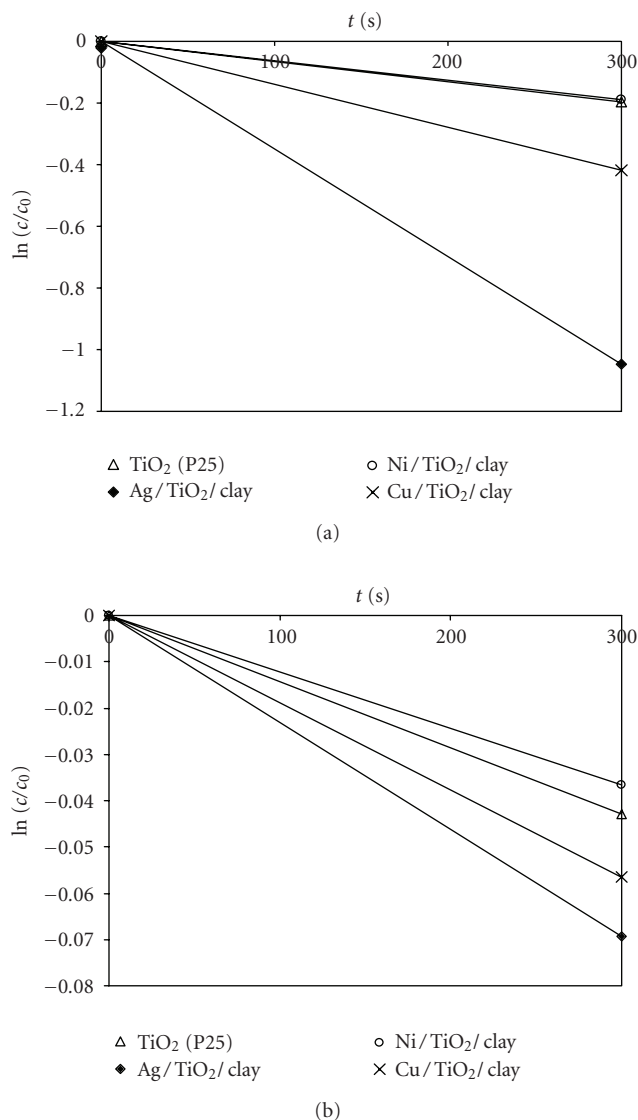 t (s)
0
0 100 200 300
−0.2
−0.4
−0.6
−0.8
−1
−1.2
ln (c/c₀)
TiO₂ (P25) Ni/TiO₂/clay
Ag/TiO₂/clay Cu/TiO₂/clay
(a)
t (s)
0
0 100 200 300
−0.01
−0.02
−0.03
−0.04
−0.05
−0.06
−0.07
−0.08
ln (c/c₀)
TiO₂ (P25) Ni/TiO₂/clay
Ag/TiO₂/clay Cu/TiO₂/clay
(b)